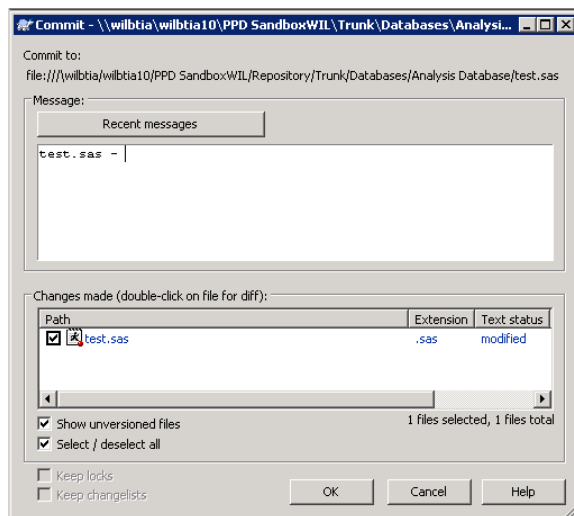 Commit - \\wilbtia\wilbtia10\PPD SandboxWIL\Trunk\Databases\Analysi...
Commit to:
file:///\wilbtia/wilbtia10/PPD SandboxWIL/Repository/Trunk/Databases/Analysis Database/test.sas
Message:
Recent messages
test.sas -
Changes made (double-click on file for diff):
Path Extension Text status
test.sas .sas modified
Show unversioned files 1 files selected, 1 files total
Select / deselect all
Keep locks
Keep changelists
OK Cancel Help